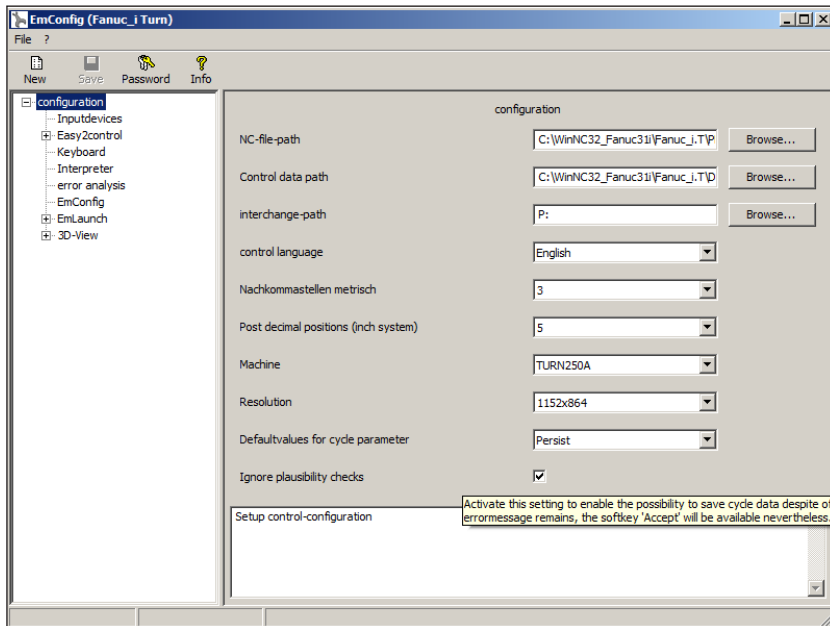 EmConfig (Fanuc_i Turn)
File ?
New Save Password Info
configuration
Inputdevices
Easy2control
Keyboard
Interpreter
error analysis
EmConfig
EmLaunch
3D-View
configuration
NC-file-path C:\WinNC32_Fanuc31i\Fanuc_i.T\P Browse...
Control data path C:\WinNC32_Fanuc31i\Fanuc_i.T\D Browse...
interchange-path P: Browse...
control language English
Nachkommastellen metrisch 3
Post decimal positions (inch system) 5
Machine TURN250A
Resolution 1152x864
Defaultvalues for cycle parameter Persist
Ignore plausibility checks
Activate this setting to enable the possibility to save cycle data despite of
errormessage remains, the softkey 'Accept' will be available nevertheless.
Setup control-configuration